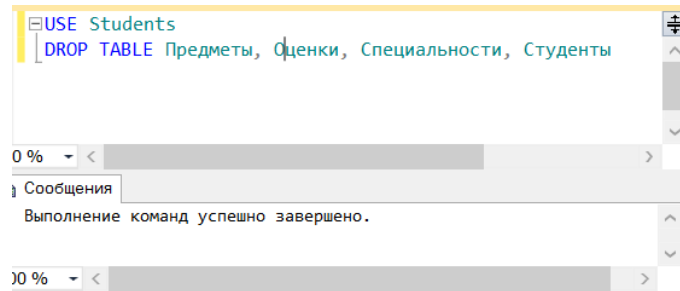 USE Students
DROP TABLE Предметы, Оценки, Специальности, Студенты
0 %
Сообщения
Выполнение команд успешно завершено.
00 %